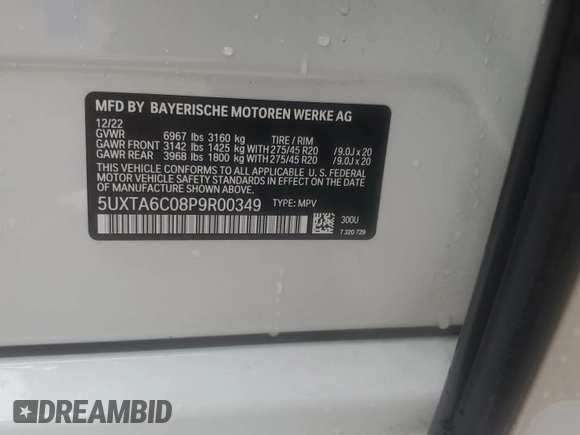 MFD BY BAYERISCHE MOTOREN WERKE AG
12/22
GVWR 6967 lbs 3160 kg TIRE / RIM
GAWR FRONT 3142 lbs 1425 kg WITH 275/45 R20 /9.0J x 20
GAWR REAR 3968 lbs 1800 kg WITH 275/45 R20 /9.0J x 20
THIS VEHICLE CONFORMS TO ALL APPLICABLE U. S. FEDERAL
MOTOR VEHICLE SAFETY STANDARDS IN EFFECT ON THE
DATE OF MANUFACTURE SHOWN ABOVE.
5UXTA6C08P9R00349 TYPE: MPV
300U
7 320 729
DREAMBID